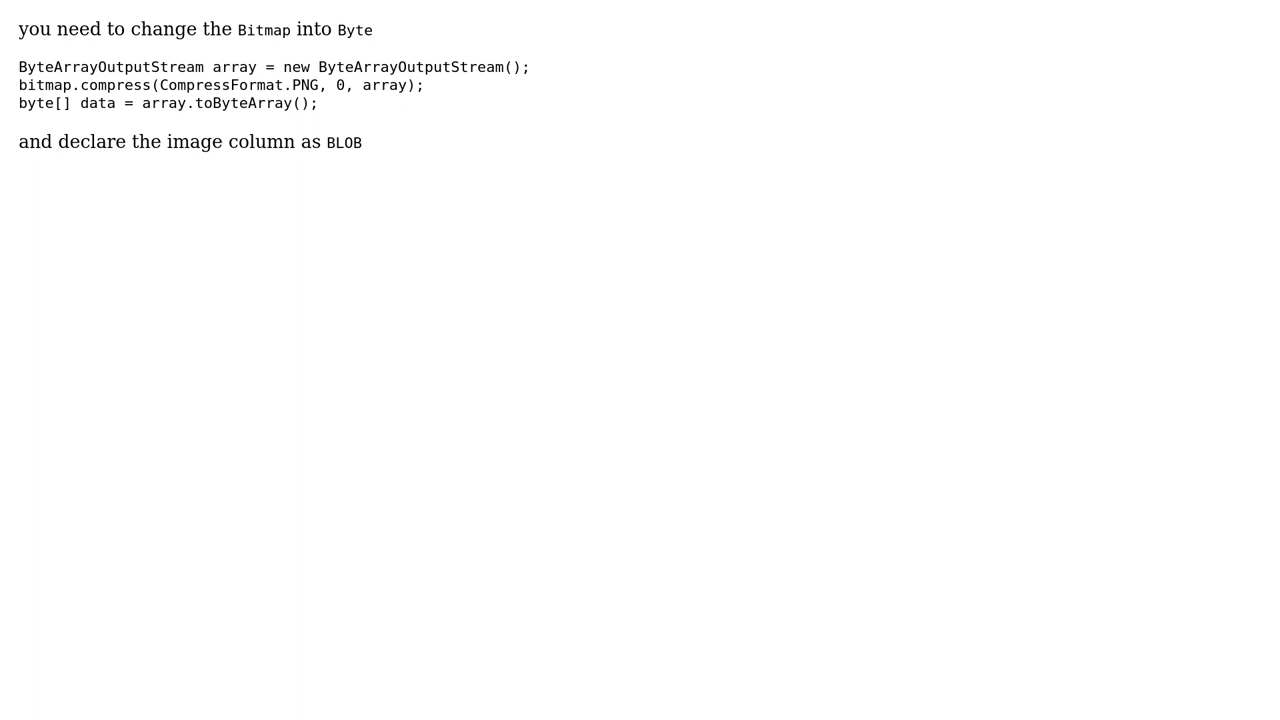 you need to change the Bitmap into Byte
ByteArrayOutputStream array = new ByteArrayOutputStream();
bitmap.compress(CompressFormat.PNG, 0, array);
byte[] data = array.toByteArray();
and declare the image column as BLOB